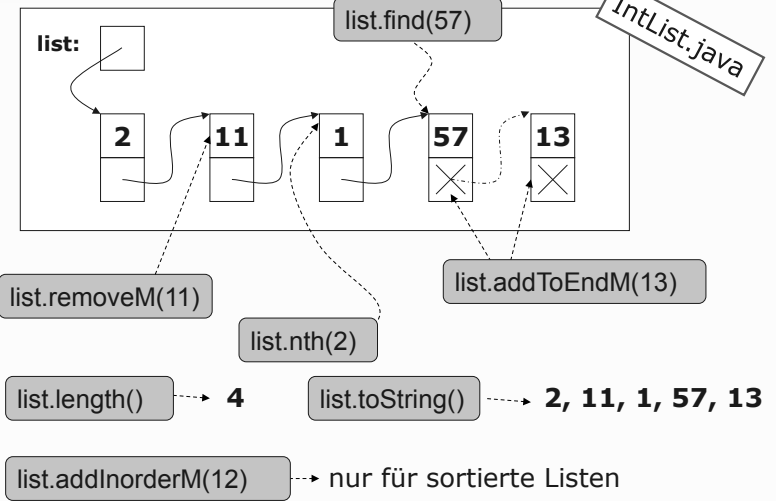 list.find(57)
IntList.java
list:
2 11 1 57 13
list.removeM(11)
list.addToEndM(13)
list.nth(2)
list.length() 4 list.toString() 2, 11, 1, 57, 13
list.addInorderM(12) nur für sortierte Listen